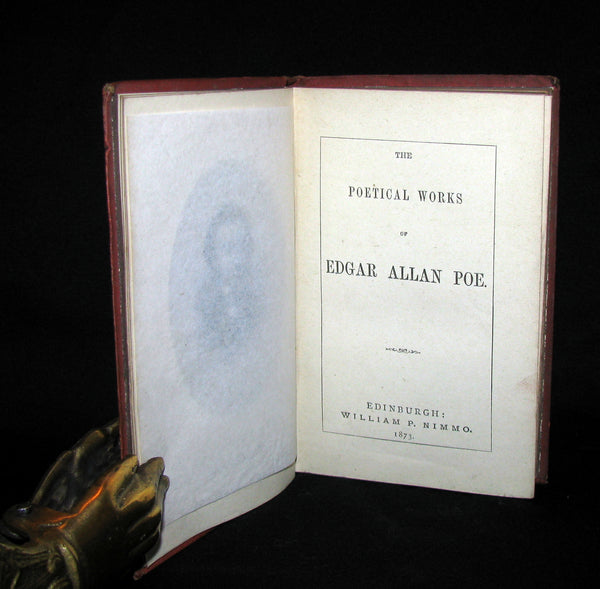 THE
POETICAL WORKS
OF
EDGAR ALLAN POE.
EDINBURGH:
WILLIAM P. NIMMO.
1873.